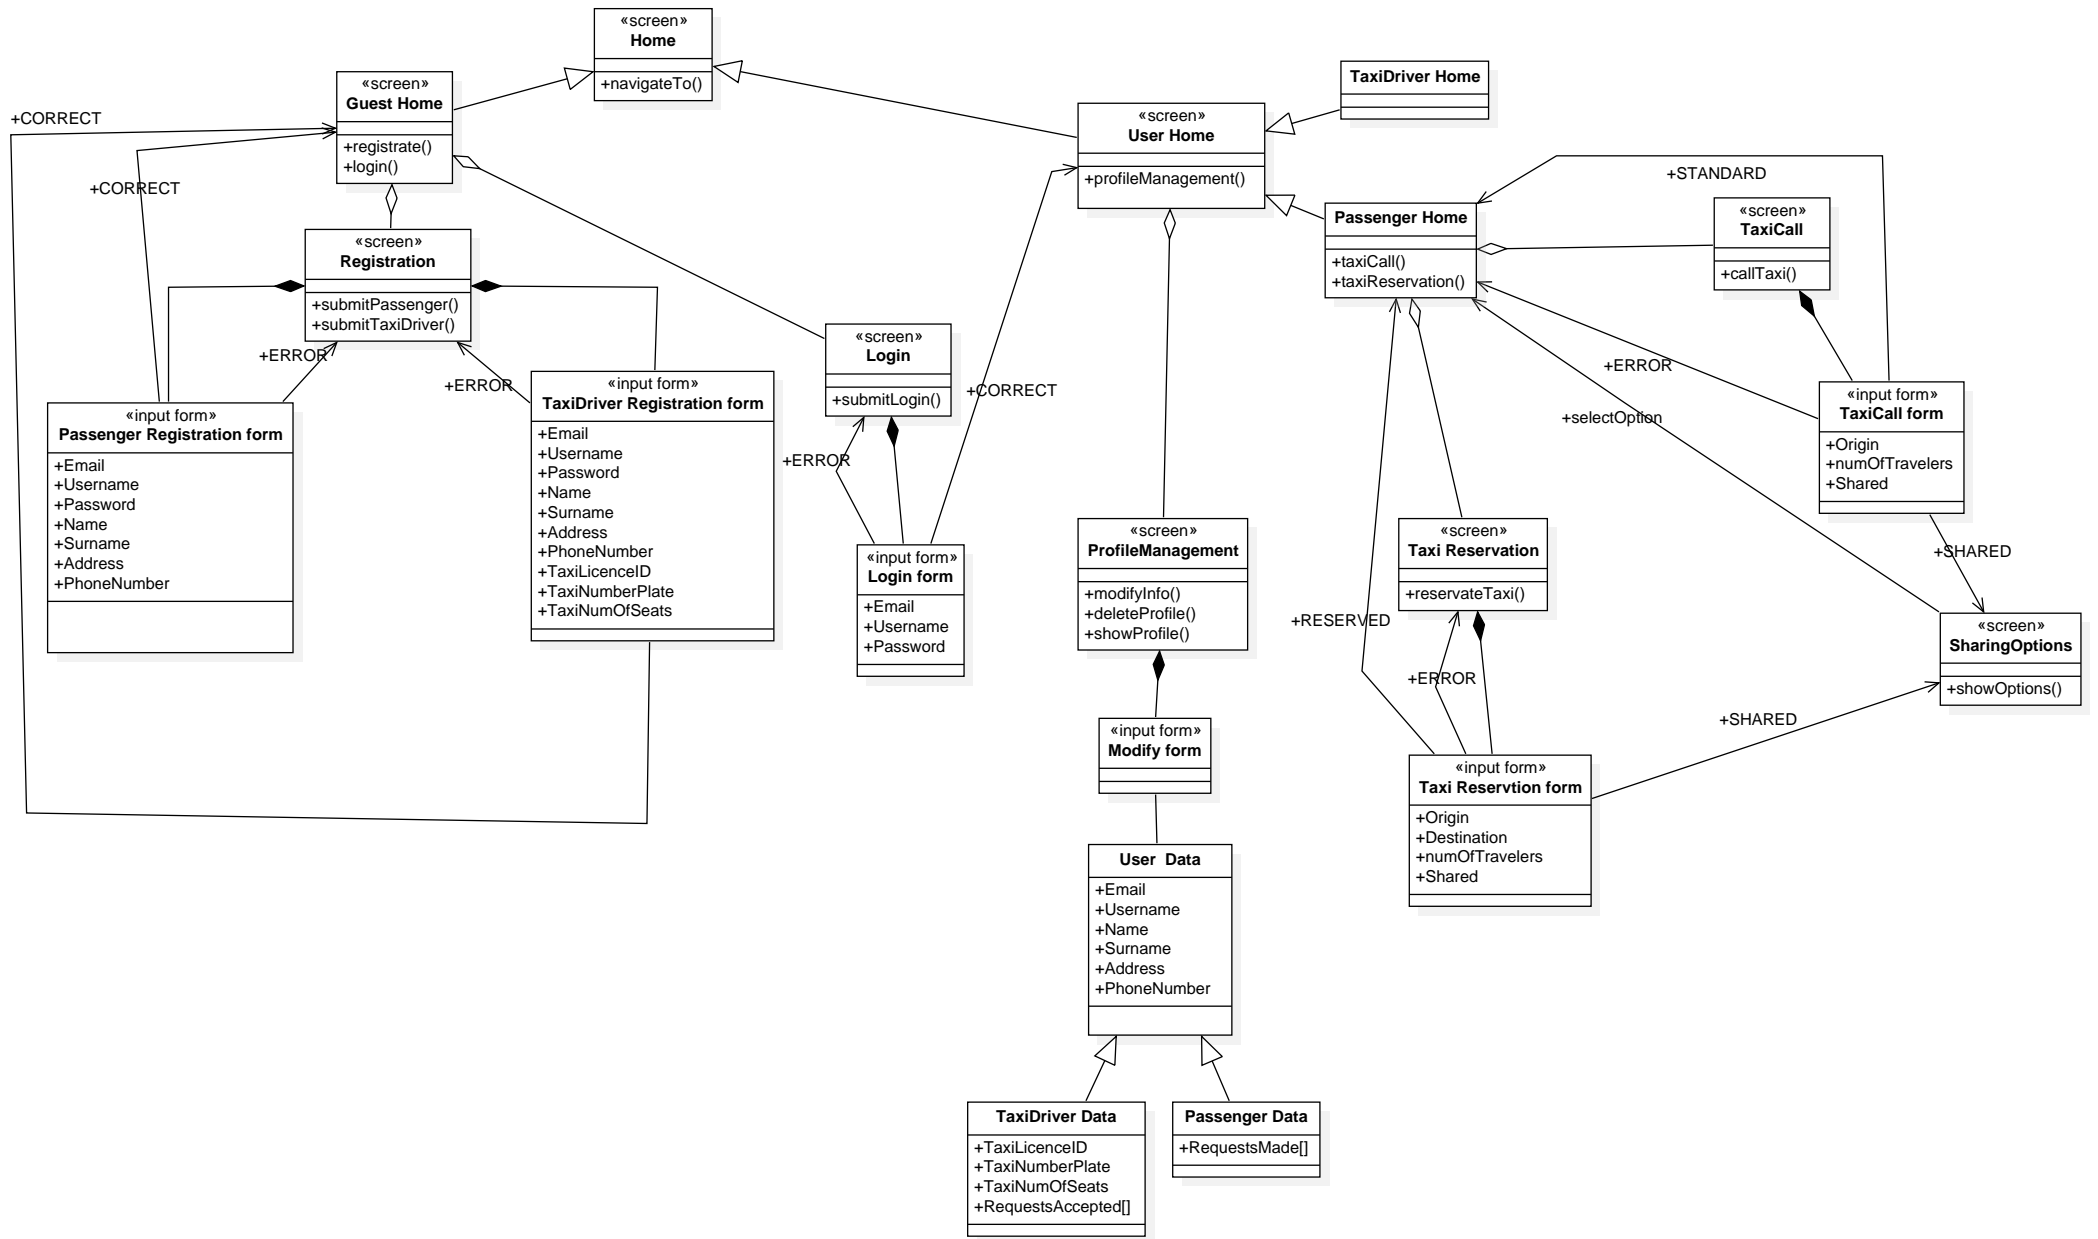 «screen»
Home
+navigateTo()
«screen»
Guest Home
+registrate()
+login()
TaxiDriver Home
«screen»
User Home
+profileManagement()
+CORRECT
+CORRECT
+STANDARD
Passenger Home
+taxiCall()
+taxiReservation()
«screen»
TaxiCall
+callTaxi()
«screen»
Registration
+submitPassenger()
+submitTaxiDriver()
+ERROR
+ERROR
«screen»
Login
+submitLogin()
+CORRECT
+ERROR
+ERROR
+selectOption
«input form»
TaxiCall form
+Origin
+numOfTravelers
+Shared
«input form»
Passenger Registration form
+Email
+Username
+Password
+Name
+Surname
+Address
+PhoneNumber
«input form»
TaxiDriver Registration form
+Email
+Username
+Password
+Name
+Surname
+Address
+PhoneNumber
+TaxiLicenceID
+TaxiNumberPlate
+TaxiNumOfSeats
«input form»
Login form
+Email
+Username
+Password
«screen»
ProfileManagement
+modifyInfo()
+deleteProfile()
+showProfile()
«screen»
Taxi Reservation
+reservateTaxi()
+SHARED
+RESERVED
+ERROR
«screen»
SharingOptions
+showOptions()
+SHARED
«input form»
Modify form
«input form»
Taxi Reservtion form
+Origin
+Destination
+numOfTravelers
+Shared
User Data
+Email
+Username
+Name
+Surname
+Address
+PhoneNumber
TaxiDriver Data
+TaxiLicenceID
+TaxiNumberPlate
+TaxiNumOfSeats
+RequestsAccepted[]
Passenger Data
+RequestsMade[]